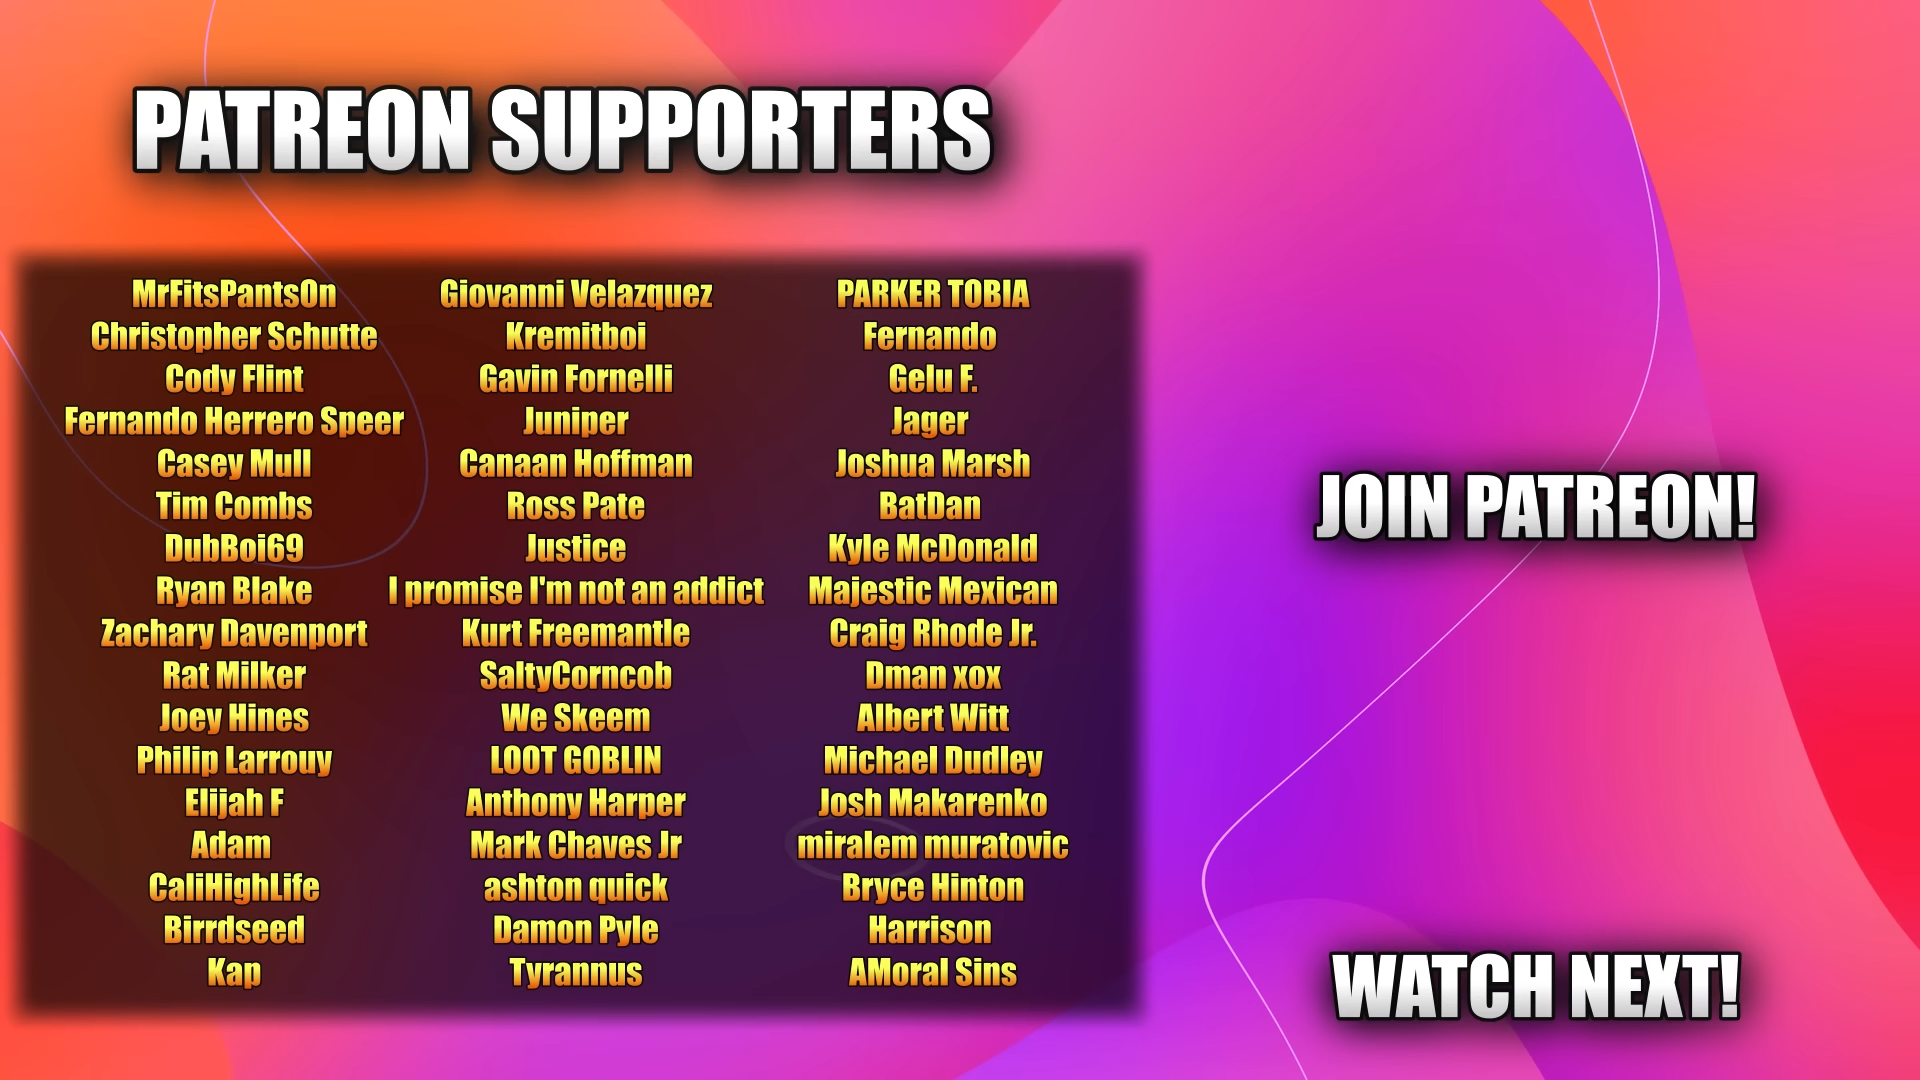 PATREON SUPPORTERS
MrFitsPantsOn
Christopher Schutte
Cody Flint
Fernando Herrero Speer
Casey Mull
Tim Combs
DubBoi69
Ryan Blake
Zachary Davenport
Rat Milker
Joey Hines
Philip Larrouy
Elijah F
Adam
CaliHighLife
Birrdseed
Kap
Giovanni Velazquez
Kremitboi
Gavin Fornelli
Juniper
Canaan Hoffman
Ross Pate
Justice
I promise I'm not an addict
Kurt Freemantle
SaltyCorncob
We Skeem
LOOT GOBLIN
Anthony Harper
Mark Chaves Jr
ashton quick
Damon Pyle
Tyrannus
PARKER TOBIA
Fernando
Gelu F.
Jager
Joshua Marsh
BatDan
Kyle McDonald
Majestic Mexican
Craig Rhode Jr.
Dman xox
Albert Witt
Michael Dudley
Josh Makarenko
miralem muratovic
Bryce Hinton
Harrison
AMoral Sins
JOIN PATREON!
WATCH NEXT!